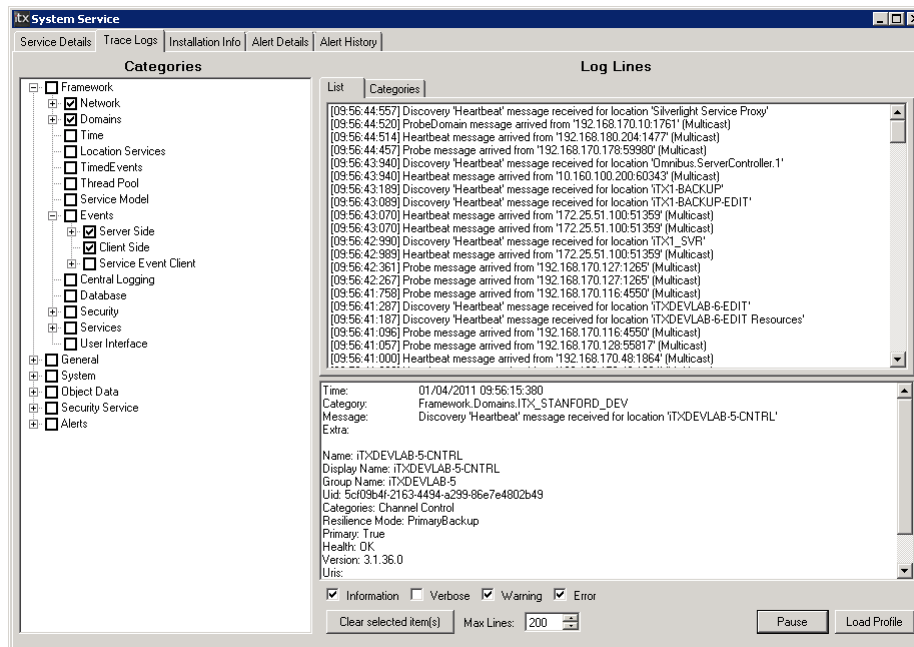 itx System Service
Service Details Trace Logs Installation Info Alert Details Alert History
Categories
Framework
Network
Domains
Time
Location Services
TimedEvents
Thread Pool
Service Model
Events
Server Side
Client Side
Service Event Client
Central Logging
Database
Security
Services
User Interface
General
System
Object Data
Security Service
Alerts
Log Lines
List Categories
[09:56:44:557] Discovery 'Heartbeat' message received for location 'Silverlight Service Proxy'
[09:56:44:520] ProbeDomain message arrived from '192.168.170.10:1761' (Multicast)
[09:56:44:514] Heartbeat message arrived from '192.168.180.204:1477' (Multicast)
[09:56:44:457] Probe message arrived from '192.168.170.178:59980' (Multicast)
[09:56:43:940] Discovery 'Heartbeat' message received for location 'Omnibus.ServerController.1'
[09:56:43:940] Heartbeat message arrived from '10.160.100.200:60343' (Multicast)
[09:56:43:189] Discovery 'Heartbeat' message received for location 'iTX1-BACKUP'
[09:56:43:089] Discovery 'Heartbeat' message received for location 'iTX1-BACKUP-EDIT'
[09:56:43:070] Heartbeat message arrived from '172.25.51.100:51359' (Multicast)
[09:56:43:070] Heartbeat message arrived from '172.25.51.100:51359' (Multicast)
[09:56:42:990] Discovery 'Heartbeat' message received for location 'iTX1_SVR'
[09:56:42:989] Heartbeat message arrived from '172.25.51.100:51359' (Multicast)
[09:56:42:361] Probe message arrived from '192.168.170.127:1265' (Multicast)
[09:56:42:267] Probe message arrived from '192.168.170.127:1265' (Multicast)
[09:56:41:758] Probe message arrived from '192.168.170.116:4550' (Multicast)
[09:56:41:287] Discovery 'Heartbeat' message received for location 'iTXDEVLAB-6-EDIT'
[09:56:41:187] Discovery 'Heartbeat' message received for location 'iTXDEVLAB-6-EDIT Resources'
[09:56:41:096] Probe message arrived from '192.168.170.116:4550' (Multicast)
[09:56:41:057] Probe message arrived from '192.168.170.128:55817' (Multicast)
[09:56:41:000] Heartbeat message arrived from '192.168.170.48:1864' (Multicast)
Time: 01/04/2011 09:56:15:380
Category: Framework.Domains.ITX_STANFORD_DEV
Message: Discovery 'Heartbeat' message received for location 'iTXDEVLAB-5-CNTRL'
Extra:
Name: iTXDEVLAB-5-CNTRL
Display Name: iTXDEVLAB-5-CNTRL
Group Name: iTXDEVLAB-5
Uid: 5cf09b4f-2163-4494-a299-86e7e4802b49
Categories: Channel Control
Resilience Mode: PrimaryBackup
Primary: True
Health: OK
Version: 3.1.36.0
Uris:
Information Verbose Warning Error
Clear selected item(s) Max Lines: 200 Pause Load Profile